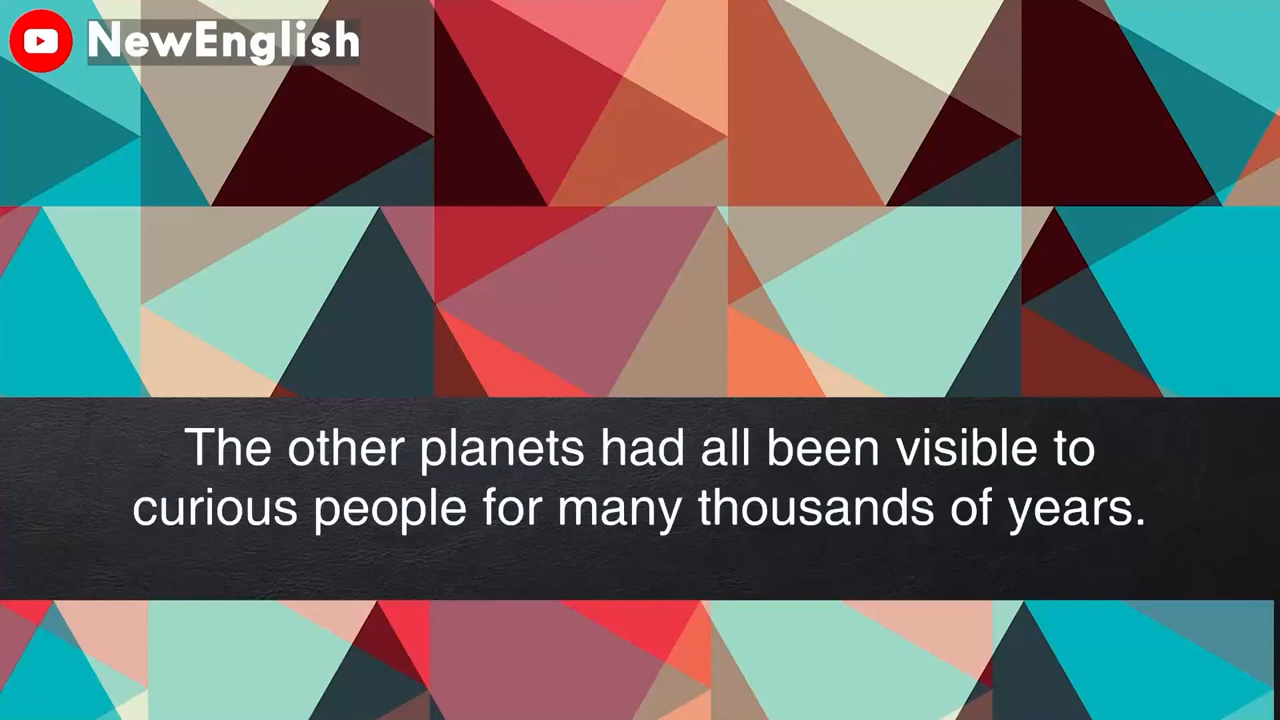 NewEnglish
The other planets had all been visible to
curious people for many thousands of years.